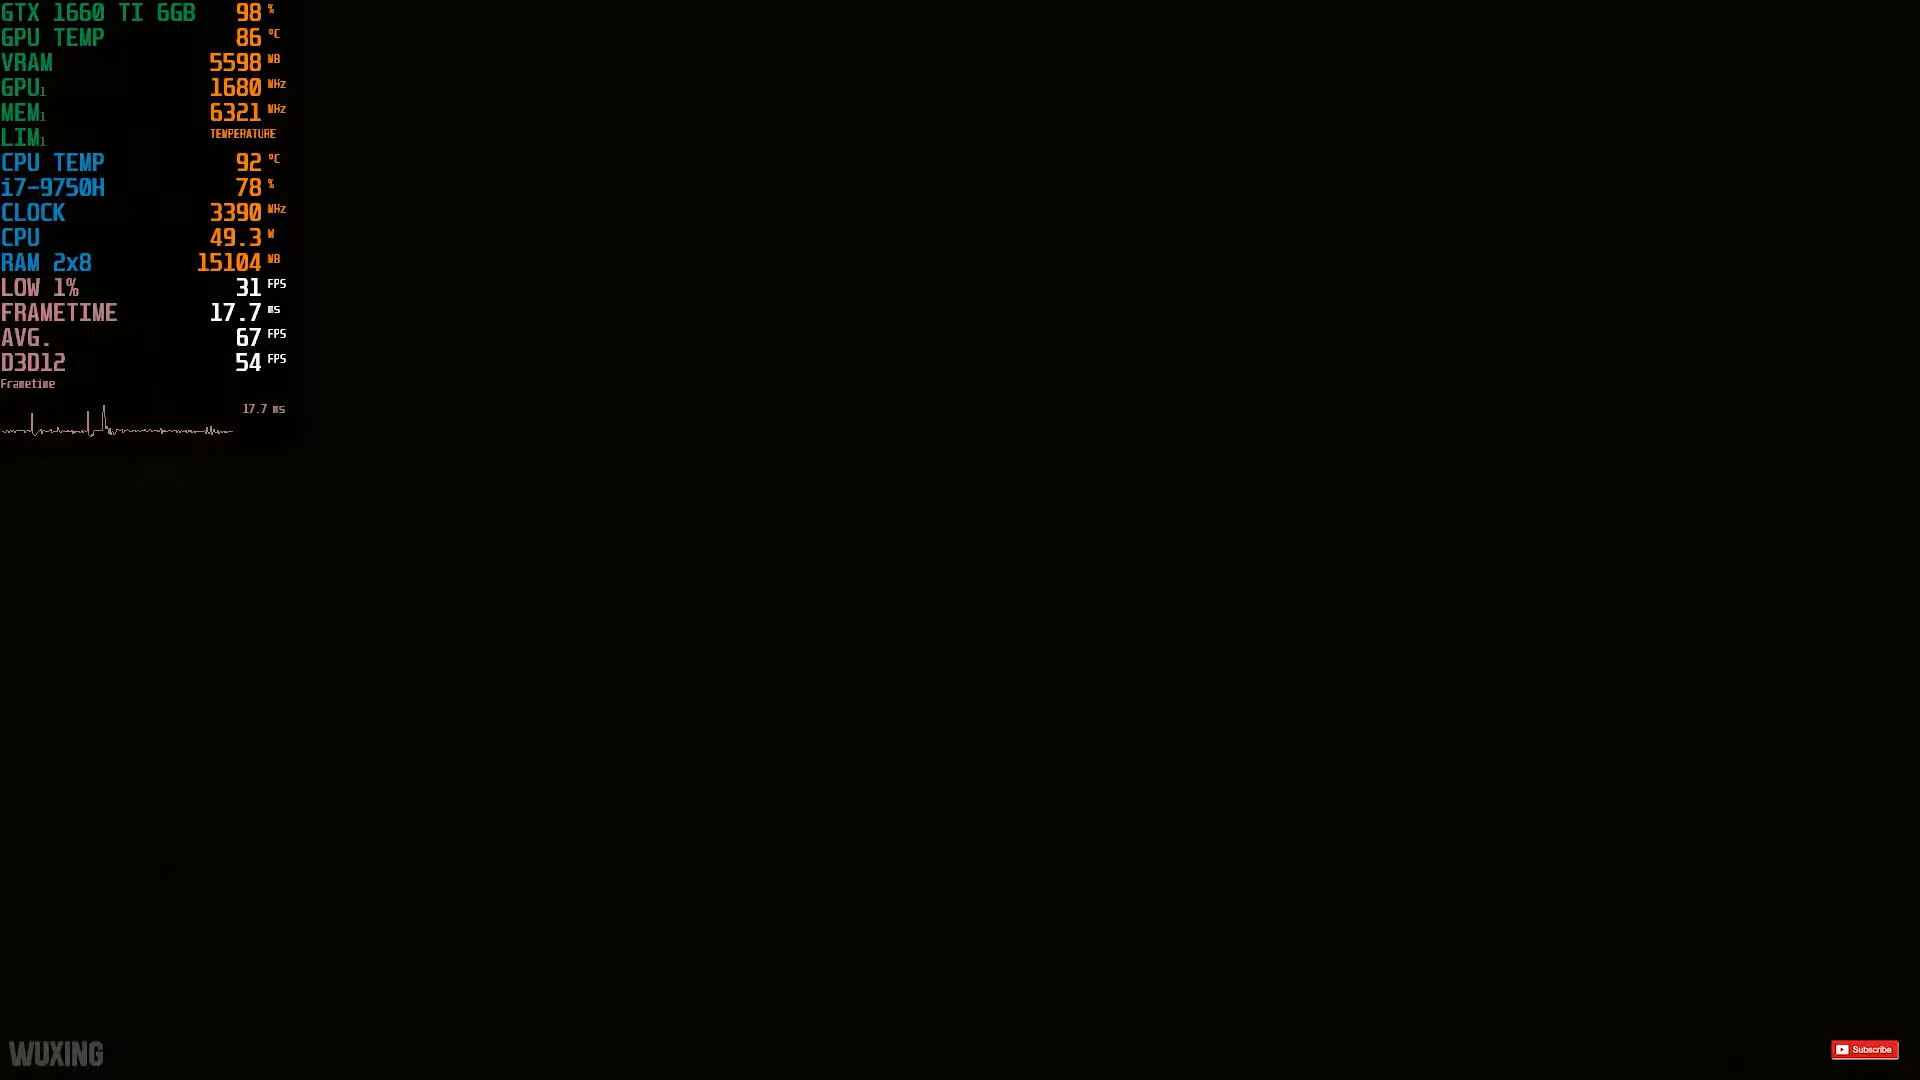 GTX 1660 TI 6GB 98 %
GPU TEMP 86 °C
VRAM 5598 MB
GPU1 1680 MHz
MEM1 6321 MHz
LIM1 TEMPERATURE
CPU TEMP 92 °C
i7-9750H 78 %
CLOCK 3390 MHz
CPU 49.3 W
RAM 2x8 15104 MB
LOW 1% 31 FPS
FRAMETIME 17.7 ms
AVG. 67 FPS
D3D12 54 FPS
Frametime
17.7 ms
WUXING
Subscribe